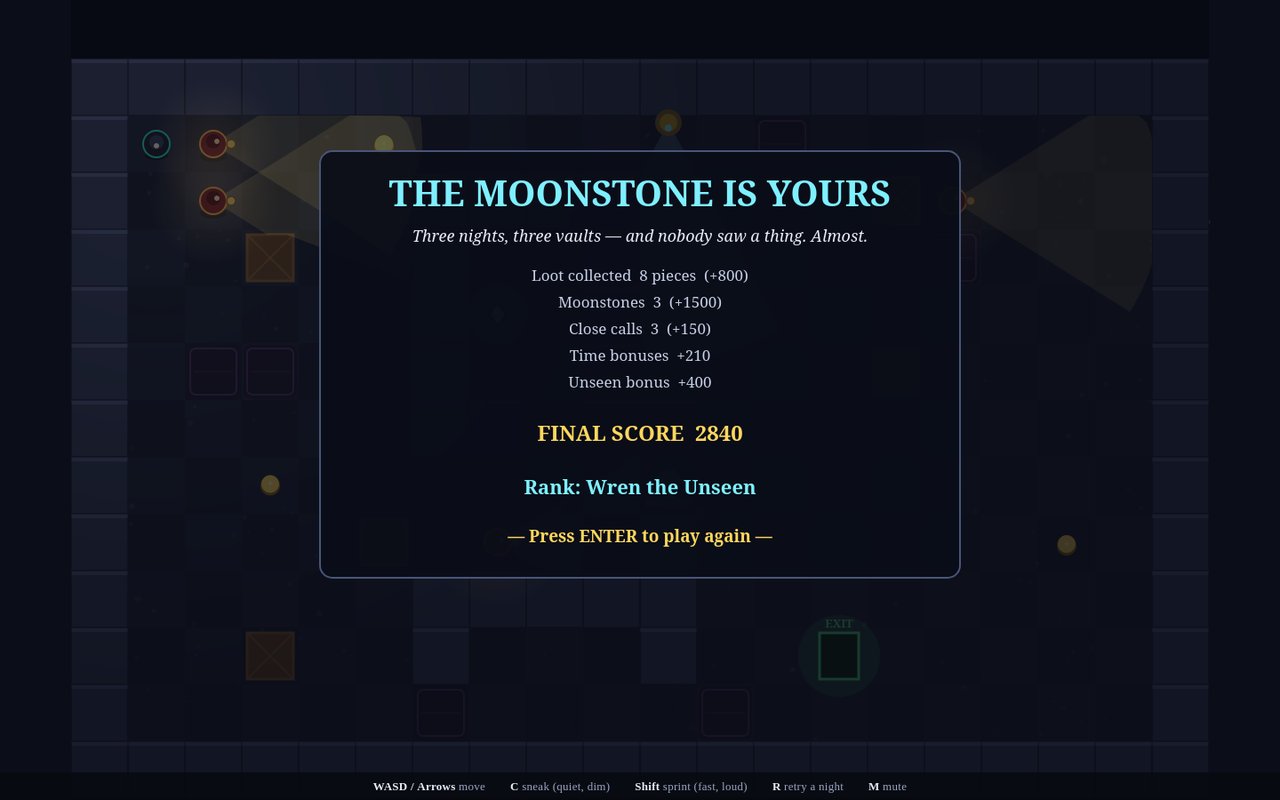 THE MOONSTONE IS YOURS
Three nights, three vaults — and nobody saw a thing. Almost.
Loot collected  8 pieces  (+800)
Moonstones  3  (+1500)
Close calls  3  (+150)
Time bonuses  +210
Unseen bonus  +400
FINAL SCORE  2840
Rank: Wren the Unseen
— Press ENTER to play again —
EXIT
WASD / Arrows move  C sneak (quiet, dim)  Shift sprint (fast, loud)  R retry a night  M mute